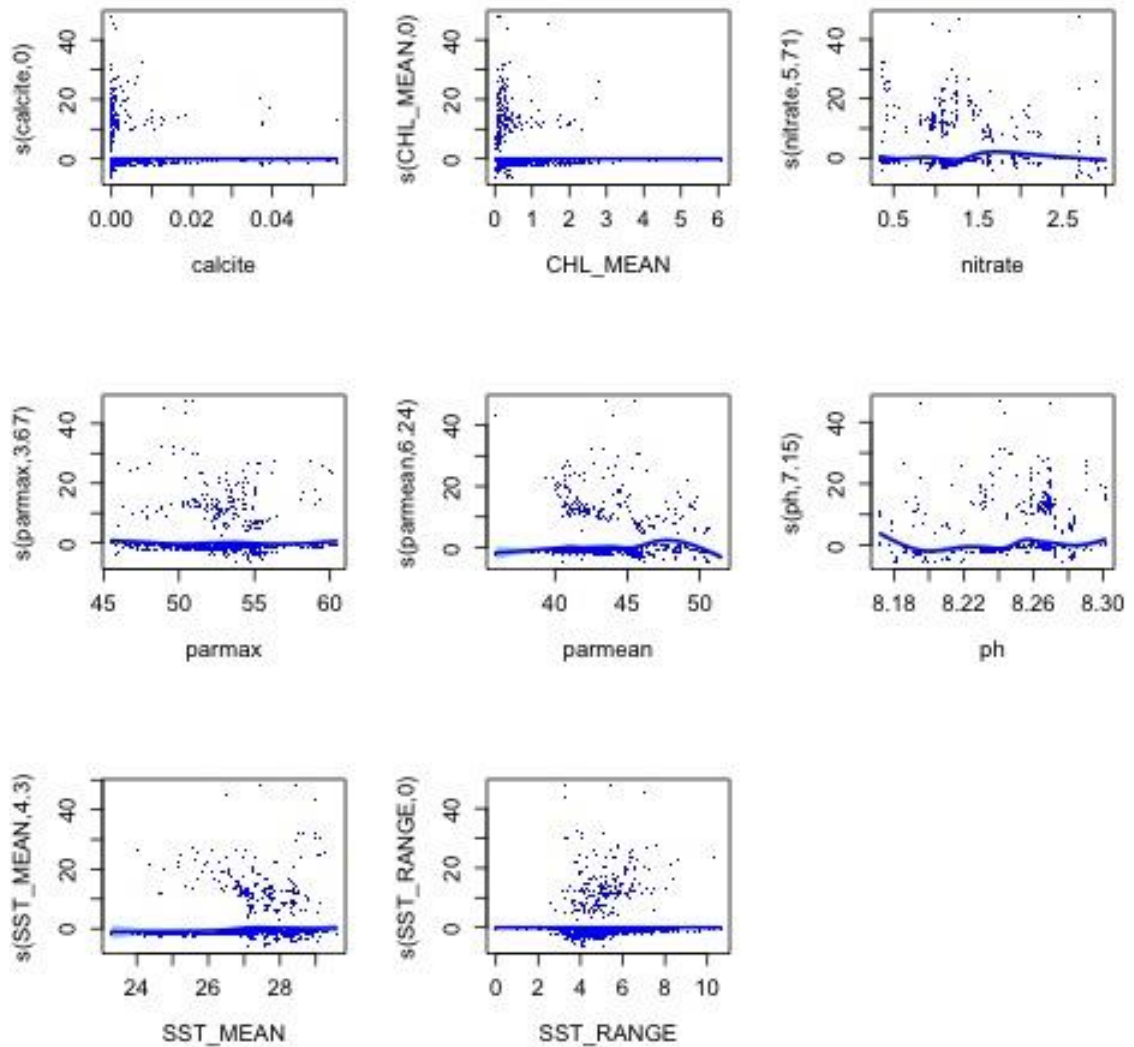 s(calcite,0)
40
20
0
0.00 0.02 0.04
calcite
s(CHL_MEAN,0)
40
20
0
0 1 2 3 4 5 6
CHL_MEAN
s(nitrate,5.71)
40
20
0
0.5 1.5 2.5
nitrate
s(parmax,3.67)
40
20
0
45 50 55 60
parmax
s(parmean,6.24)
40
20
0
40 45 50
parmean
s(ph,7.15)
40
20
0
8.18 8.22 8.26 8.30
ph
s(SST_MEAN,4.3)
40
20
0
24 26 28
SST_MEAN
s(SST_RANGE,0)
40
20
0
0 2 4 6 8 10
SST_RANGE